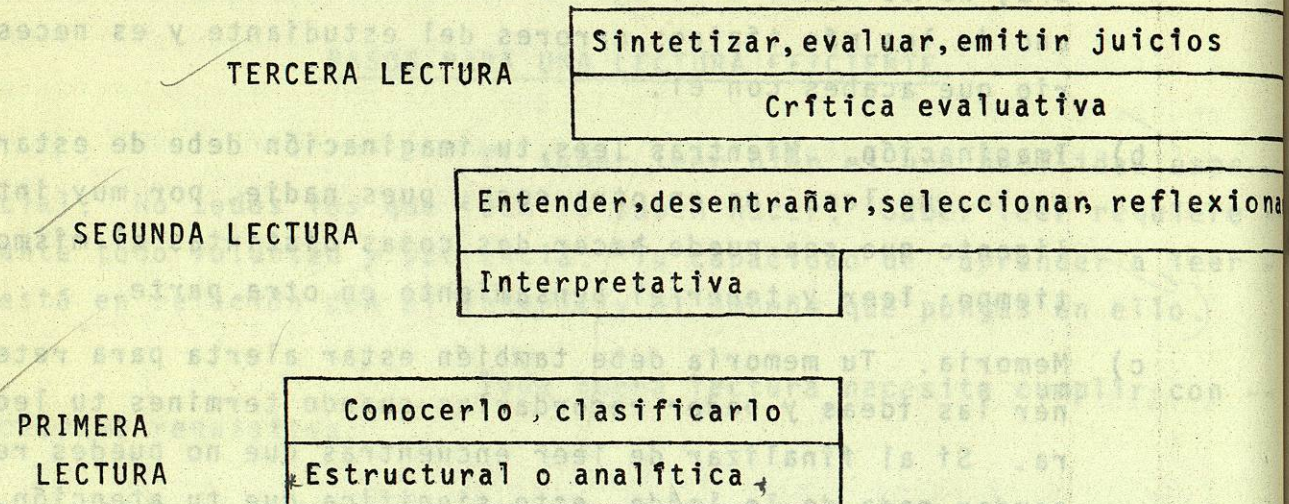 Sintetizar, evaluar, emitir juicios
TERCERA LECTURA
Crítica evaluativa
Entender, desentrañar, seleccionar, reflexiona
SEGUNDA LECTURA
Interpretativa
Conocerlo, clasificarlo
PRIMERA
LECTURA
Estructural o analítica